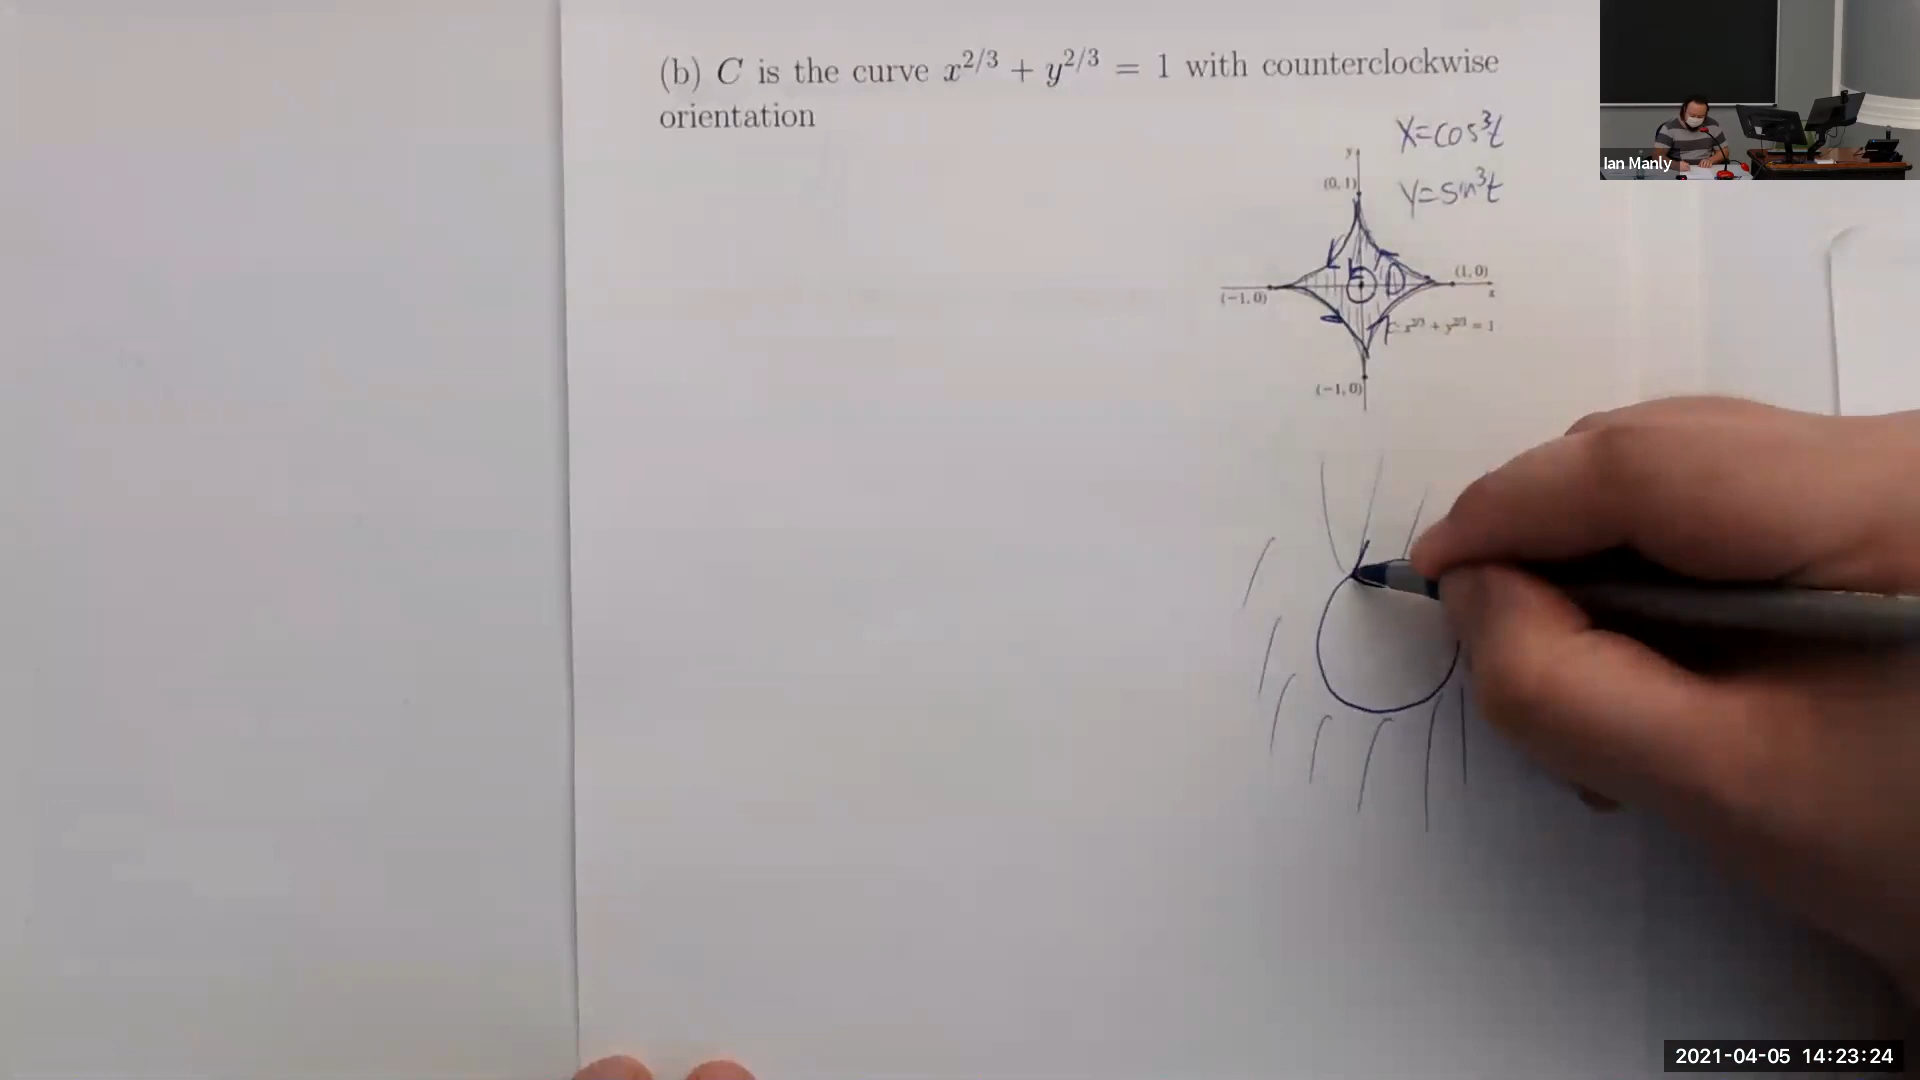 (b) C is the curve x^{2/3} + y^{2/3} = 1 with counterclockwise
orientation
X=cos³t
Y=sin³t
y
(0, 1)
(1, 0)
(−1, 0)
x
E
D
C: x^{2/3} + y^{2/3} = 1
(−1, 0)
Ian Manly
2021-04-05 14:23:24